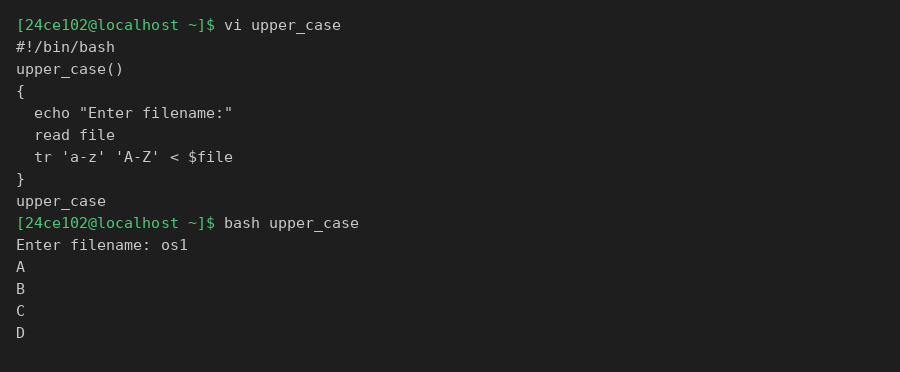 [24ce102@localhost ~]$ vi upper_case
#!/bin/bash
upper_case()
{
  echo "Enter filename:"
  read file
  tr 'a-z' 'A-Z' < $file
}
upper_case
[24ce102@localhost ~]$ bash upper_case
Enter filename: os1
A
B
C
D